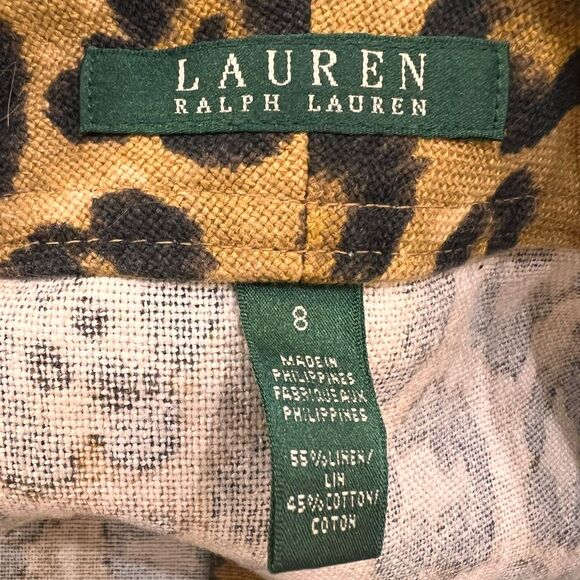 LAUREN
RALPH LAUREN
8
MADE IN
PHILIPPINES
FABRIQUE AUX
PHILIPPINES
55%LINEN/
LIN
45%COTTON/
COTON